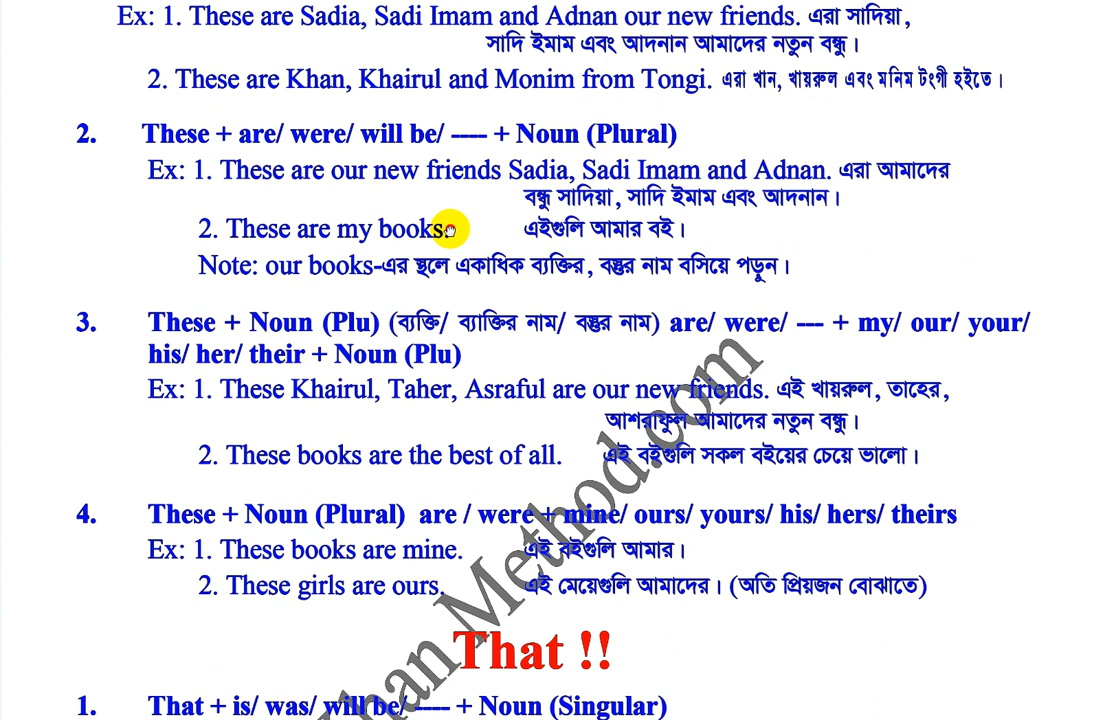 Ex: 1. These are Sadia, Sadi Imam and Adnan our new friends. এরা সাদিয়া,
সাদি ইমাম এবং আদনান আমাদের নতুন বন্ধু।
2. These are Khan, Khairul and Monim from Tongi. এরা খান, খায়রুল এবং মনিম টংগী হইতে।
2. These + are/ were/ will be/ ---- + Noun (Plural)
Ex: 1. These are our new friends Sadia, Sadi Imam and Adnan. এরা আমাদের
বন্ধু সাদিয়া, সাদি ইমাম এবং আদনান।
2. These are my books. এইগুলি আমার বই।
Note: our books-এর স্থলে একাধিক ব্যক্তির, বস্তুর নাম বসিয়ে পড়ুন।
3. These + Noun (Plu) (ব্যক্তি/ ব্যাক্তির নাম/ বস্তুর নাম) are/ were/ --- + my/ our/ your/
his/ her/ their + Noun (Plu)
Ex: 1. These Khairul, Taher, Asraful are our new friends. এই খায়রুল, তাহের,
আশরাফুল আমাদের নতুন বন্ধু।
2. These books are the best of all. এই বইগুলি সকল বইয়ের চেয়ে ভালো।
4. These + Noun (Plural) are / were + mine/ ours/ yours/ his/ hers/ theirs
Ex: 1. These books are mine. এই বইগুলি আমার।
2. These girls are ours. এই মেয়েগুলি আমাদের। (অতি প্রিয়জন বোঝাতে)
That !!
1. That + is/ was/ will be/ ---- + Noun (Singular)
Khan Method.com